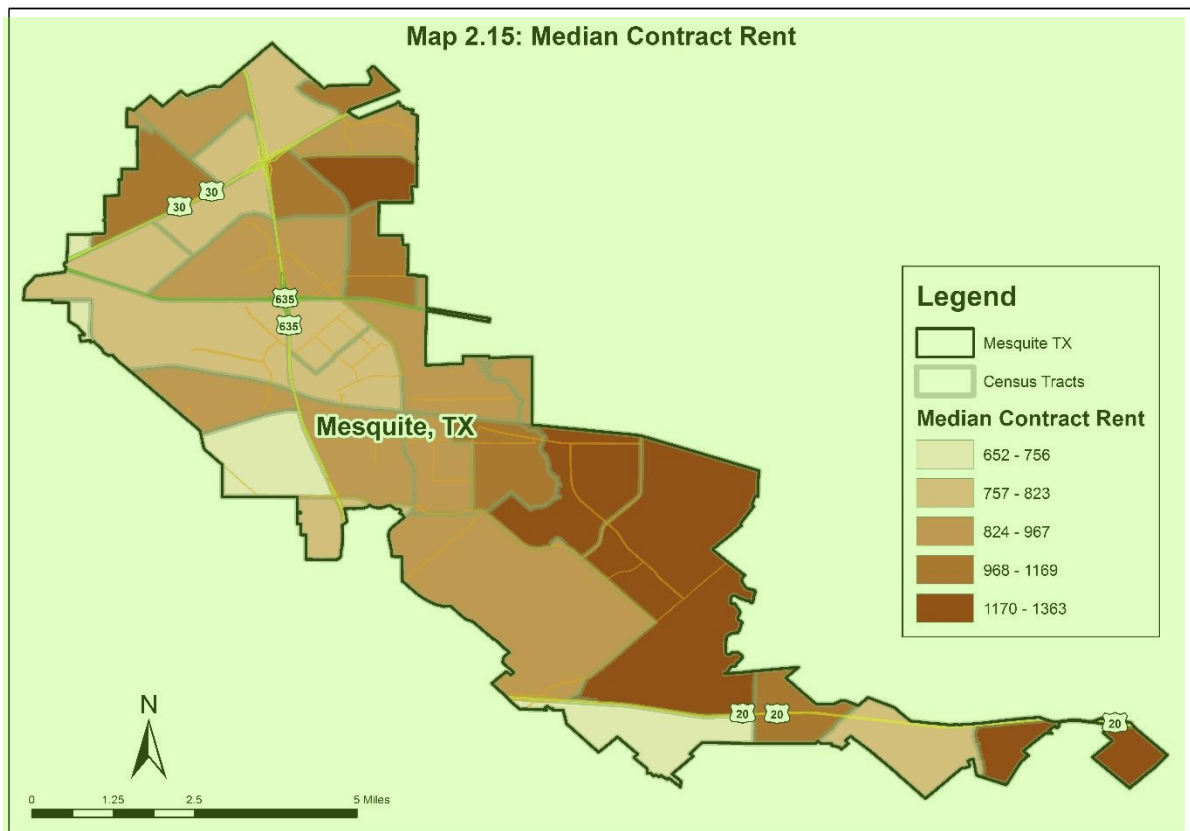 Map 2.15: Median Contract Rent
30
30
635
635
Mesquite, TX
Legend
Mesquite TX
Census Tracts
Median Contract Rent
652 - 756
757 - 823
824 - 967
968 - 1169
1170 - 1363
20
20
20
N
0 1.25 2.5 5 Miles